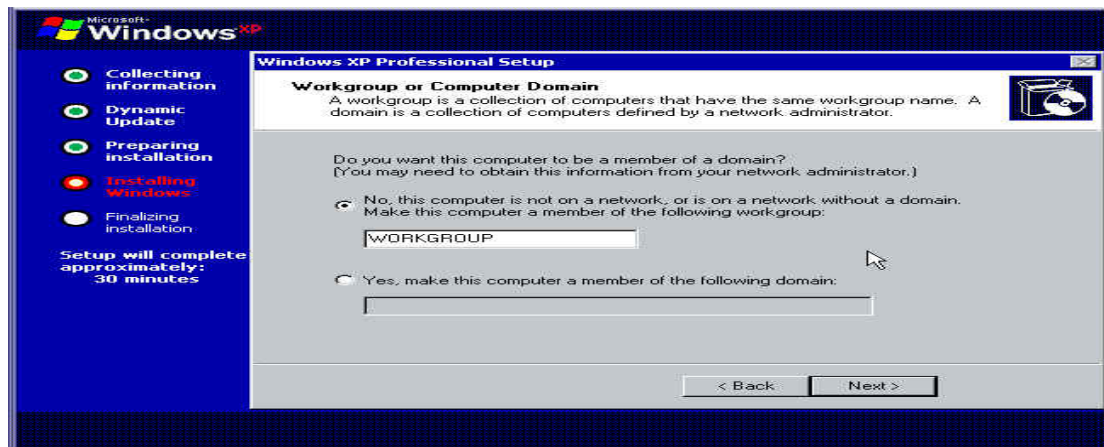 Microsoft®
Windows XP
Collecting
information
Dynamic
Update
Preparing
installation
Installing
Windows
Finalizing
installation
Setup will complete
approximately:
30 minutes
Windows XP Professional Setup
Workgroup or Computer Domain
A workgroup is a collection of computers that have the same workgroup name. A
domain is a collection of computers defined by a network administrator.
Do you want this computer to be a member of a domain?
(You may need to obtain this information from your network administrator.)
No, this computer is not on a network, or is on a network without a domain.
Make this computer a member of the following workgroup:
WORKGROUP
Yes, make this computer a member of the following domain:
< Back
Next >